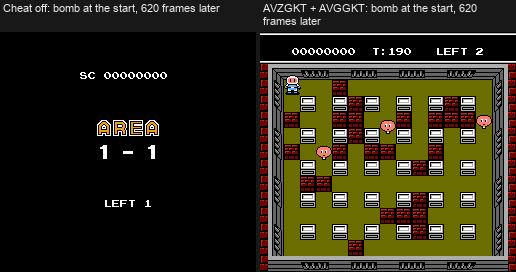 Cheat off: bomb at the start, 620 frames later
SC 00000000
AREA
1 - 1
LEFT 1
AVZGKT + AVGGKT: bomb at the start, 620
frames later
00000000 T:190 LEFT 2